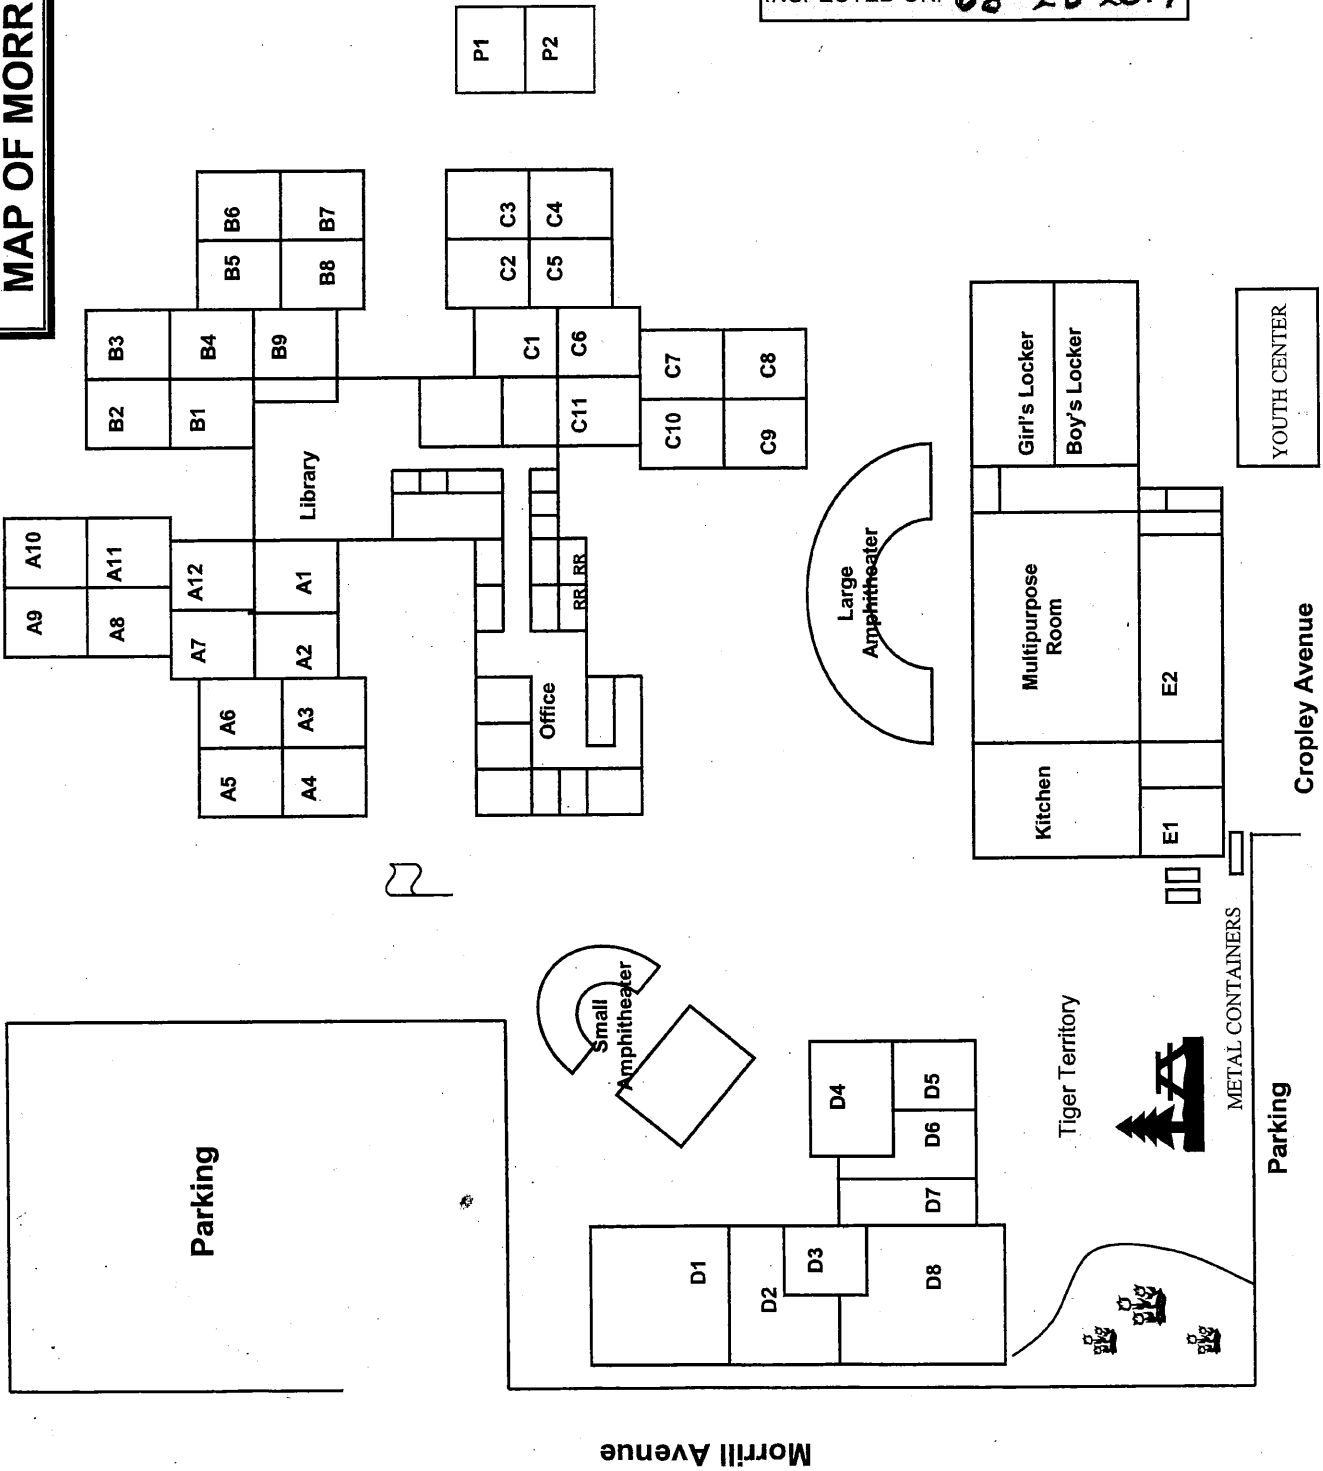 MAP OF MORR
Parking
A9
A10
A8
A11
A7
A12
A2
A1
A5
A6
A4
A3
B2
B3
B1
B4
B9
B5
B6
B8
B7
Library
P1
P2
C2
C3
C5
C4
C1
C6
C11
C10
C7
C9
C8
Office
RR
RR
Small
Amphitheater
Large
Amphitheater
D1
D2
D3
D8
D4
D7
D6
D5
Morrill Avenue
Kitchen
Multipurpose
Room
Girl's Locker
Boy's Locker
E1
E2
Tiger Territory
METAL CONTAINERS
YOUTH CENTER
Parking
Cropley Avenue